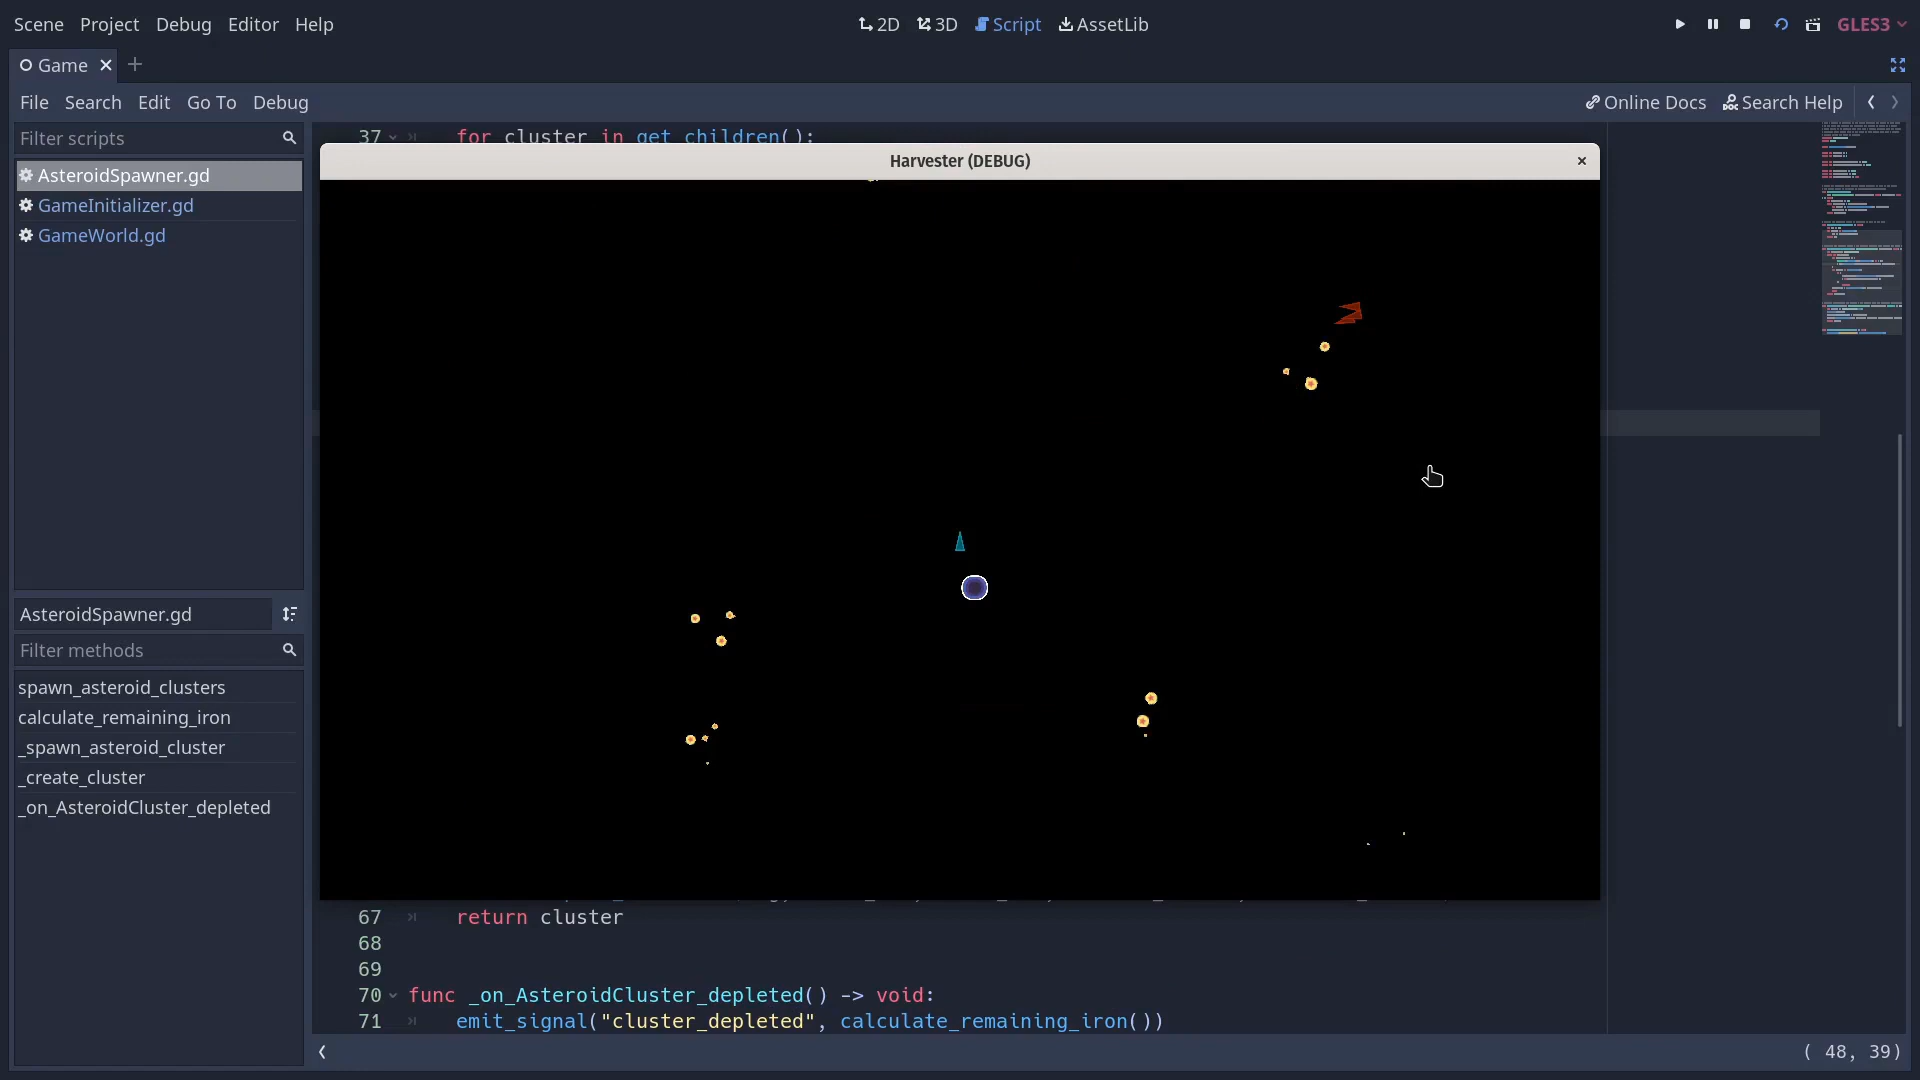 Scene Project Debug Editor Help 2D 3D Script AssetLib GLES3
Game
File Search Edit Go To Debug Online Docs Search Help
Filter scripts
AsteroidSpawner.gd
GameInitializer.gd
GameWorld.gd
37 for cluster in get_children():
Harvester (DEBUG)
AsteroidSpawner.gd
Filter methods
spawn_asteroid_clusters
calculate_remaining_iron
_spawn_asteroid_cluster
_create_cluster
_on_AsteroidCluster_depleted
67 return cluster
68
69
70 func _on_AsteroidCluster_depleted() -> void:
71 emit_signal("cluster_depleted", calculate_remaining_iron())
( 48, 39)